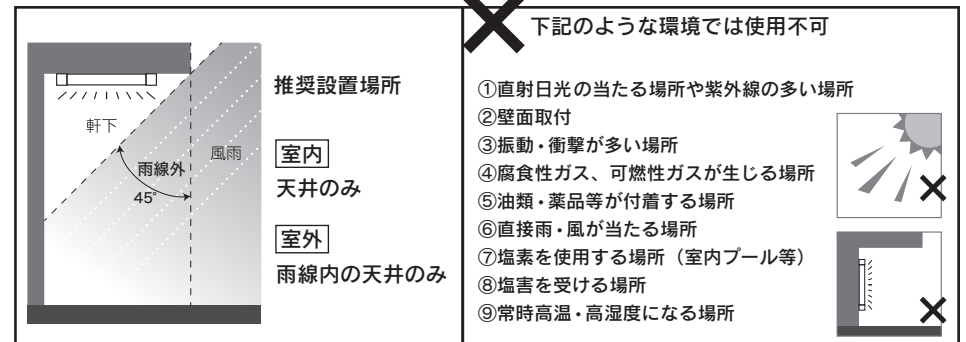 軒下
雨線外
45°
風雨
推奨設置場所
室内
天井のみ
室外
雨線内の天井のみ
下記のような環境では使用不可
①直射日光の当たる場所や紫外線の多い場所
②壁面取付
③振動・衝撃が多い場所
④腐食性ガス、可燃性ガスが生じる場所
⑤油類・薬品等が付着する場所
⑥直接雨・風が当たる場所
⑦塩素を使用する場所（室内プール等）
⑧塩害を受ける場所
⑨常時高温・高湿度になる場所